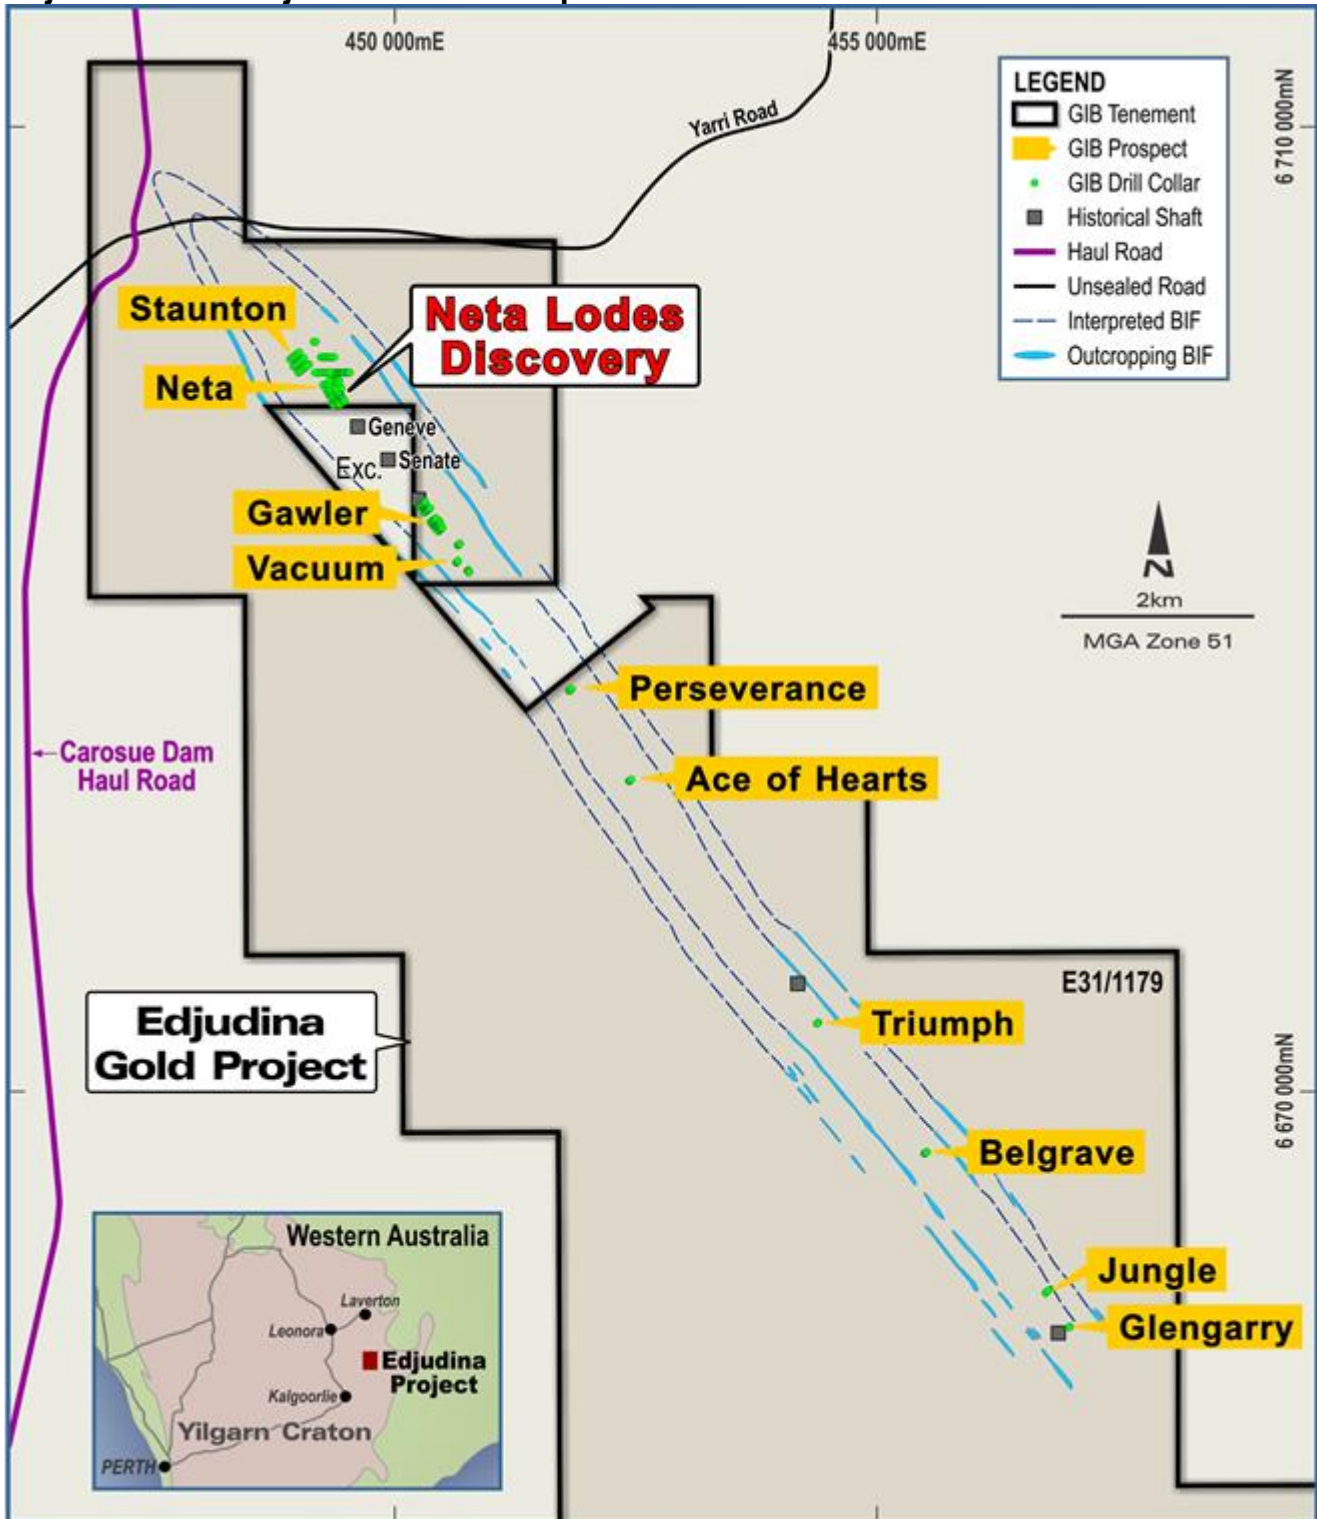 450 000mE
455 000mE
LEGEND
GIB Tenement
GIB Prospect
GIB Drill Collar
Historical Shaft
Haul Road
Unsealed Road
Interpreted BIF
Outcropping BIF
6 710 000mN
Yarri Road
Staunton
Neta Lodes
Discovery
Neta
Geneve
Senate
Exc.
Gawler
Vacuum
N
2km
MGA Zone 51
Perseverance
Carosue Dam
Haul Road
Ace of Hearts
E31/1179
Edjudina
Gold Project
Triumph
6 670 000mN
Belgrave
Jungle
Glengarry
Western Australia
Laverton
Leonora
Edjudina
Project
Kalgoorlie
Yilgarn Craton
PERTH